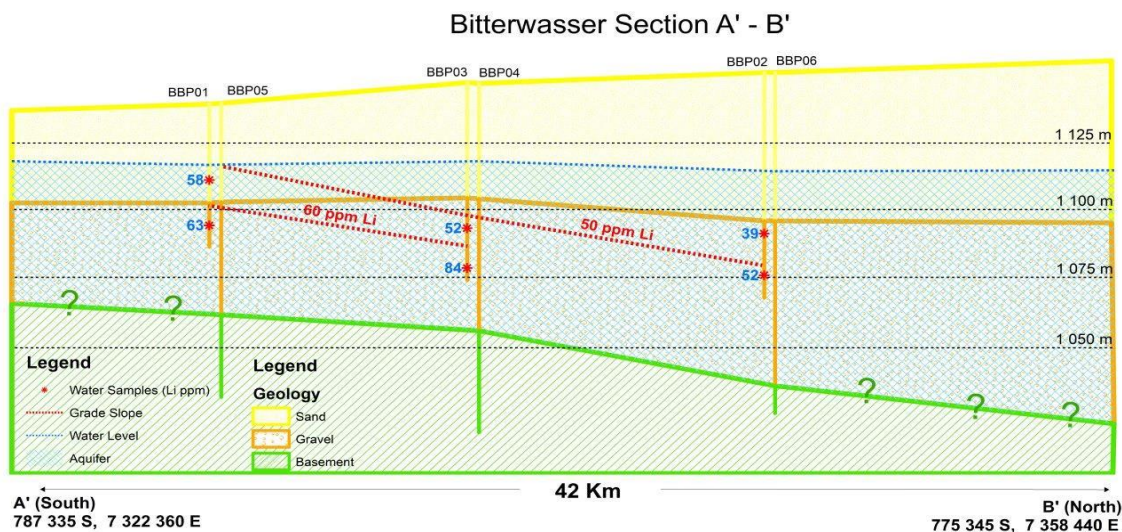 Bitterwasser Section A' - B'
BBP01 BBP05 BBP03 BBP04 BBP02 BBP06
1 125 m
58
1 100 m
63
60 ppm Li
52
50 ppm Li
39
84
52
1 075 m
? ?
1 050 m
? ? ?
Legend
Water Samples (Li ppm)
Grade Slope
Water Level
Aquifer
Legend
Geology
Sand
Gravel
Basement
42 Km
A' (South)
787 335 S, 7 322 360 E
B' (North)
775 345 S, 7 358 440 E